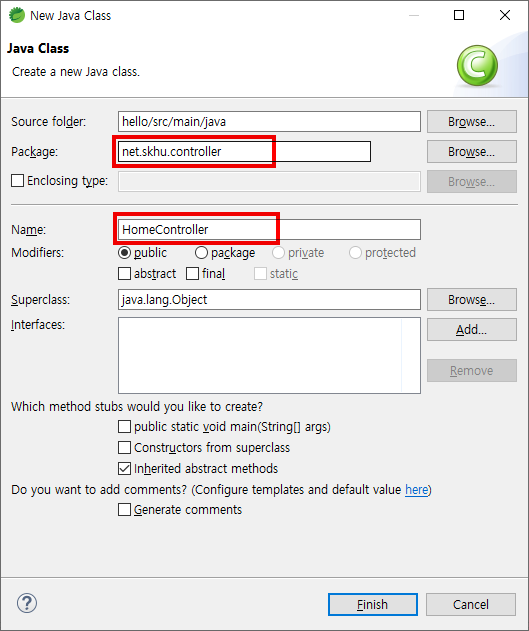 New Java Class
Java Class
Create a new Java class.
Source folder: hello/src/main/java Browse...
Package: net.skhu.controller Browse...
Enclosing type: Browse...
Name: HomeController
Modifiers: public package private protected
abstract final static
Superclass: java.lang.Object Browse...
Interfaces: Add...
Remove
Which method stubs would you like to create?
public static void main(String[] args)
Constructors from superclass
Inherited abstract methods
Do you want to add comments? (Configure templates and default value here)
Generate comments
? Finish Cancel